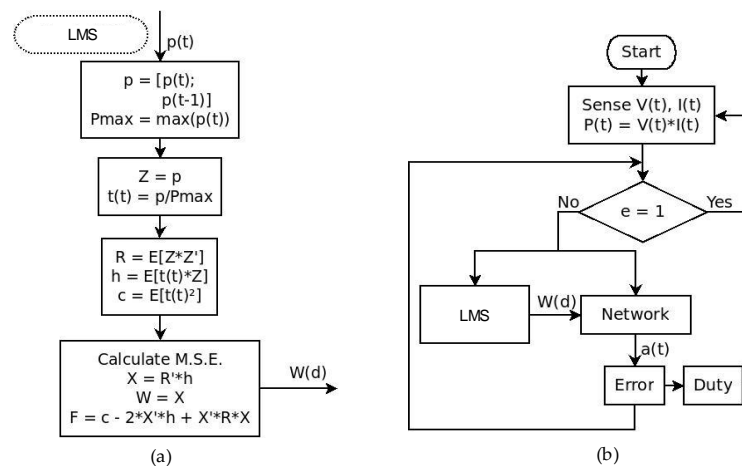 LMS
p(t)
p = [p(t);
p(t-1)]
Pmax = max(p(t))
Z = p
t(t) = p/Pmax
R = E[Z*Z']
h = E[t(t)*Z]
c = E[t(t)²]
Calculate M.S.E.
X = R'*h
W = X
F = c - 2*X'*h + X'*R*X
W(d)
(a)
Start
Sense V(t), I(t)
P(t) = V(t)*I(t)
No
e = 1
Yes
LMS
W(d)
Network
a(t)
Error
Duty
(b)